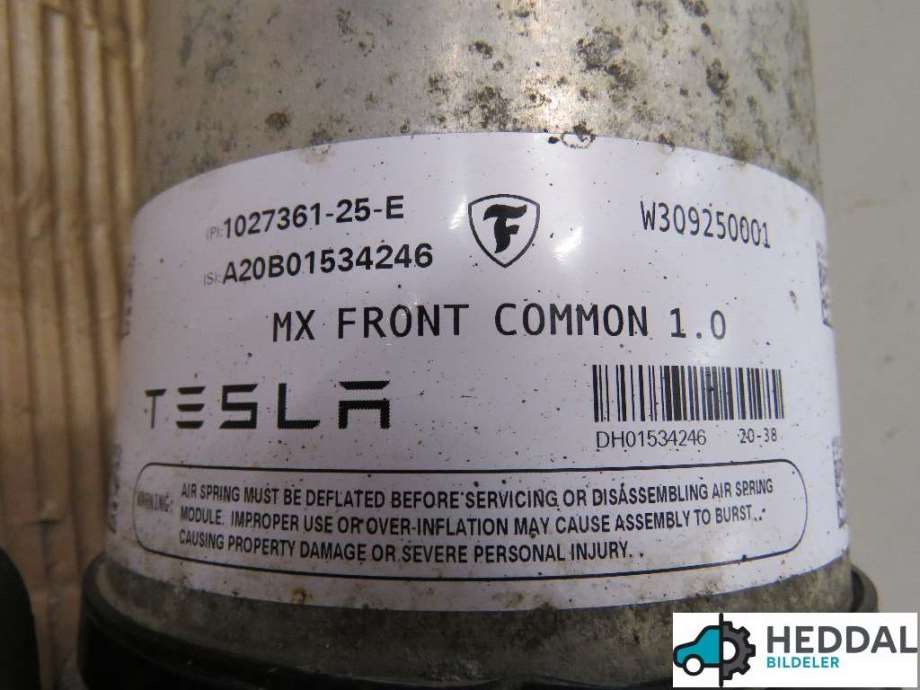 (P):1027361-25-E
W309250001
(S):A20B01534246
MX FRONT COMMON 1.0
TESLA
DH01534246 20-38
WARNING:
AIR SPRING MUST BE DEFLATED BEFORE SERVICING OR DISASSEMBLING AIR SPRING
MODULE. IMPROPER USE OR OVER-INFLATION MAY CAUSE ASSEMBLY TO BURST
CAUSING PROPERTY DAMAGE OR SEVERE PERSONAL INJURY.
HEDDAL
BILDELER